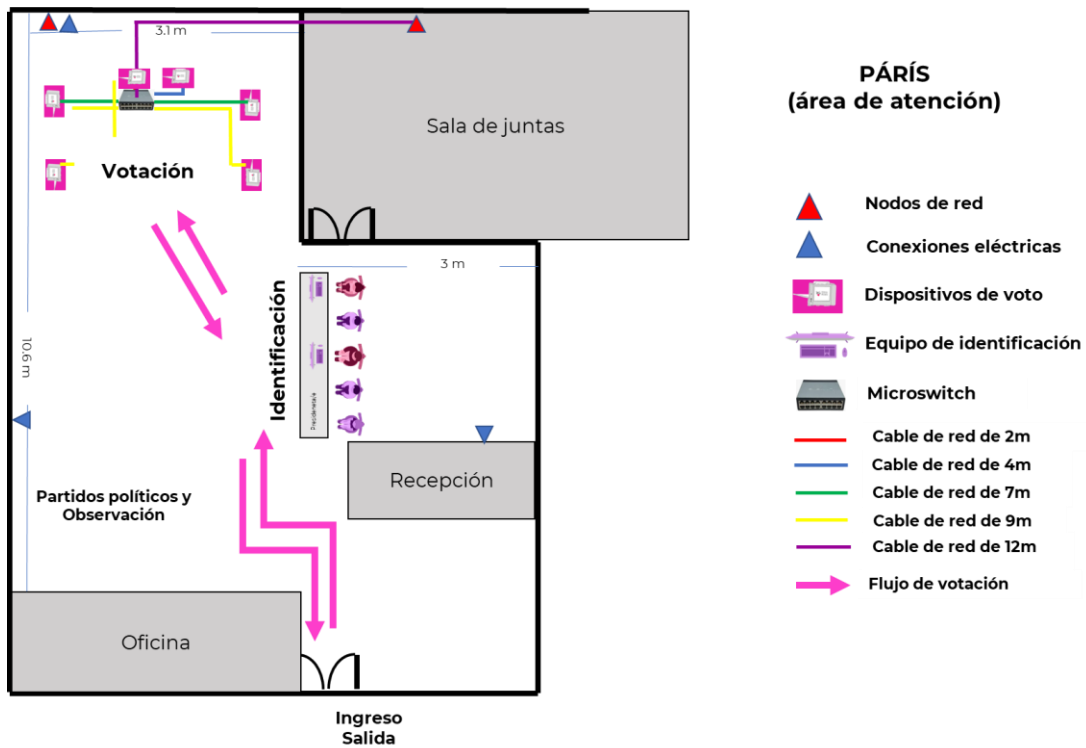 3.1 m
Sala de juntas
Votación
3 m
Identificación
10.6 m
Recepción
Partidos políticos y
Observación
Oficina
Ingreso
Salida
PÁRÍS
(área de atención)
Nodos de red
Conexiones eléctricas
Dispositivos de voto
Equipo de identificación
Microswitch
Cable de red de 2m
Cable de red de 4m
Cable de red de 7m
Cable de red de 9m
Cable de red de 12m
Flujo de votación